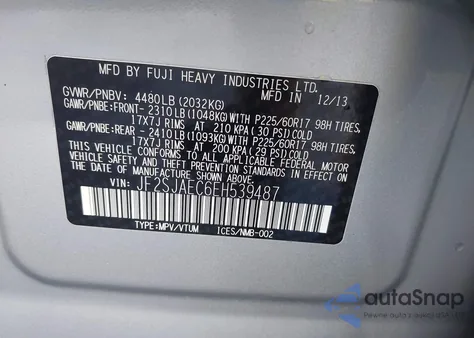 MFD. BY FUJI HEAVY INDUSTRIES LTD.
GVWR/PNBV: 4480LB(2032KG) 12/13
GAWR/PNBE:FRONT-2310LB(1048KG)WITH P225/60R17 98H TIRES,
17X7J RIMS AT 210 KPA (30 PSI)COLD
GAWR/PNBE:REAR -2410LB(1093KG)WITH P225/60R17 98H TIRES,
17X7J RIMS AT 200 KPA (29 PSI)COLD
THIS VEHICLE CONFORMS TO ALL APPLICABLE FEDERAL MOTOR
VEHICLE SAFETY AND BUMPER STANDARDS IN EFFECT ON THE
DATE OF MANUFACTURE SHOWN ABOVE.
VIN:JF2SJAEC6EH539487
TYPE:MPV/VTUM ICES/NMB-002
autoSnap
Pewne auto z USA